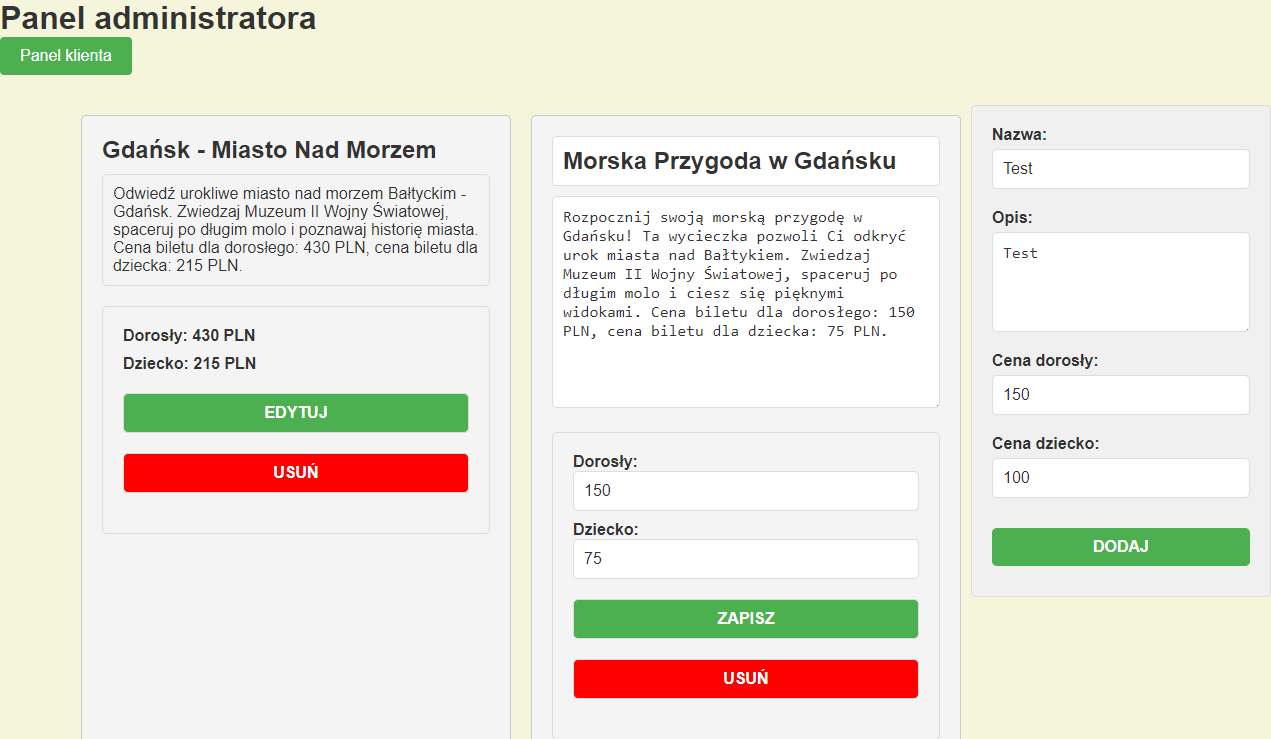 Panel administratora
Panel klienta
Gdańsk - Miasto Nad Morzem
Odwiedź urokliwe miasto nad morzem Bałtyckim -
Gdańsk. Zwiedzaj Muzeum II Wojny Światowej,
spaceruj po długim molo i poznawaj historię miasta.
Cena biletu dla dorosłego: 430 PLN, cena biletu dla
dziecka: 215 PLN.
Dorosły: 430 PLN
Dziecko: 215 PLN
EDYTUJ
USUŃ
Morska Przygoda w Gdańsku
Rozpocznij swoją morską przygodę w
Gdańsku! Ta wycieczka pozwoli Ci odkryć
urok miasta nad Bałtykiem. Zwiedzaj
Muzeum II Wojny Światowej, spaceruj po
długim molo i ciesz się pięknymi
widokami. Cena biletu dla dorosłego: 150
PLN, cena biletu dla dziecka: 75 PLN.
Dorosły:
150
Dziecko:
75
ZAPISZ
USUŃ
Nazwa:
Test
Opis:
Test
Cena dorosły:
150
Cena dziecko:
100
DODAJ